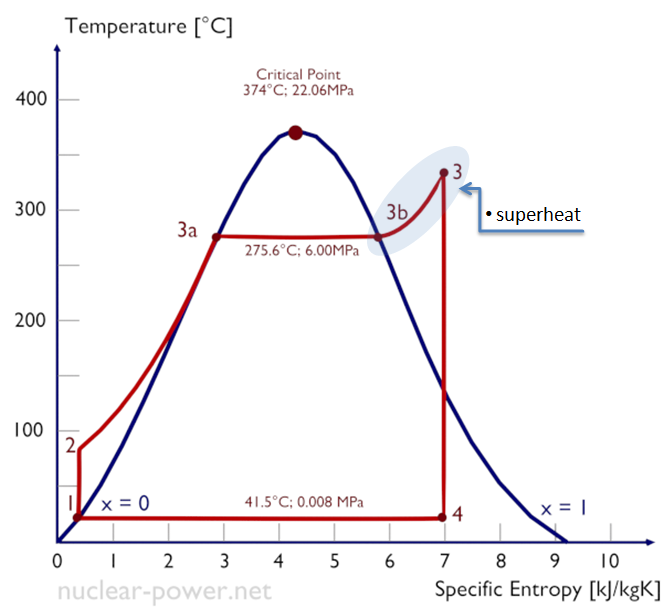 Temperature [°C]
Critical Point
374°C; 22.06MPa
400
3
3b
• superheat
300
3a
275.6°C; 6.00MPa
200
100
2
1
x = 0
41.5°C; 0.008 MPa
4
x = 1
0
1
2
3
4
5
6
7
8
9
10
nuclear-power.net
Specific Entropy [kJ/kgK]